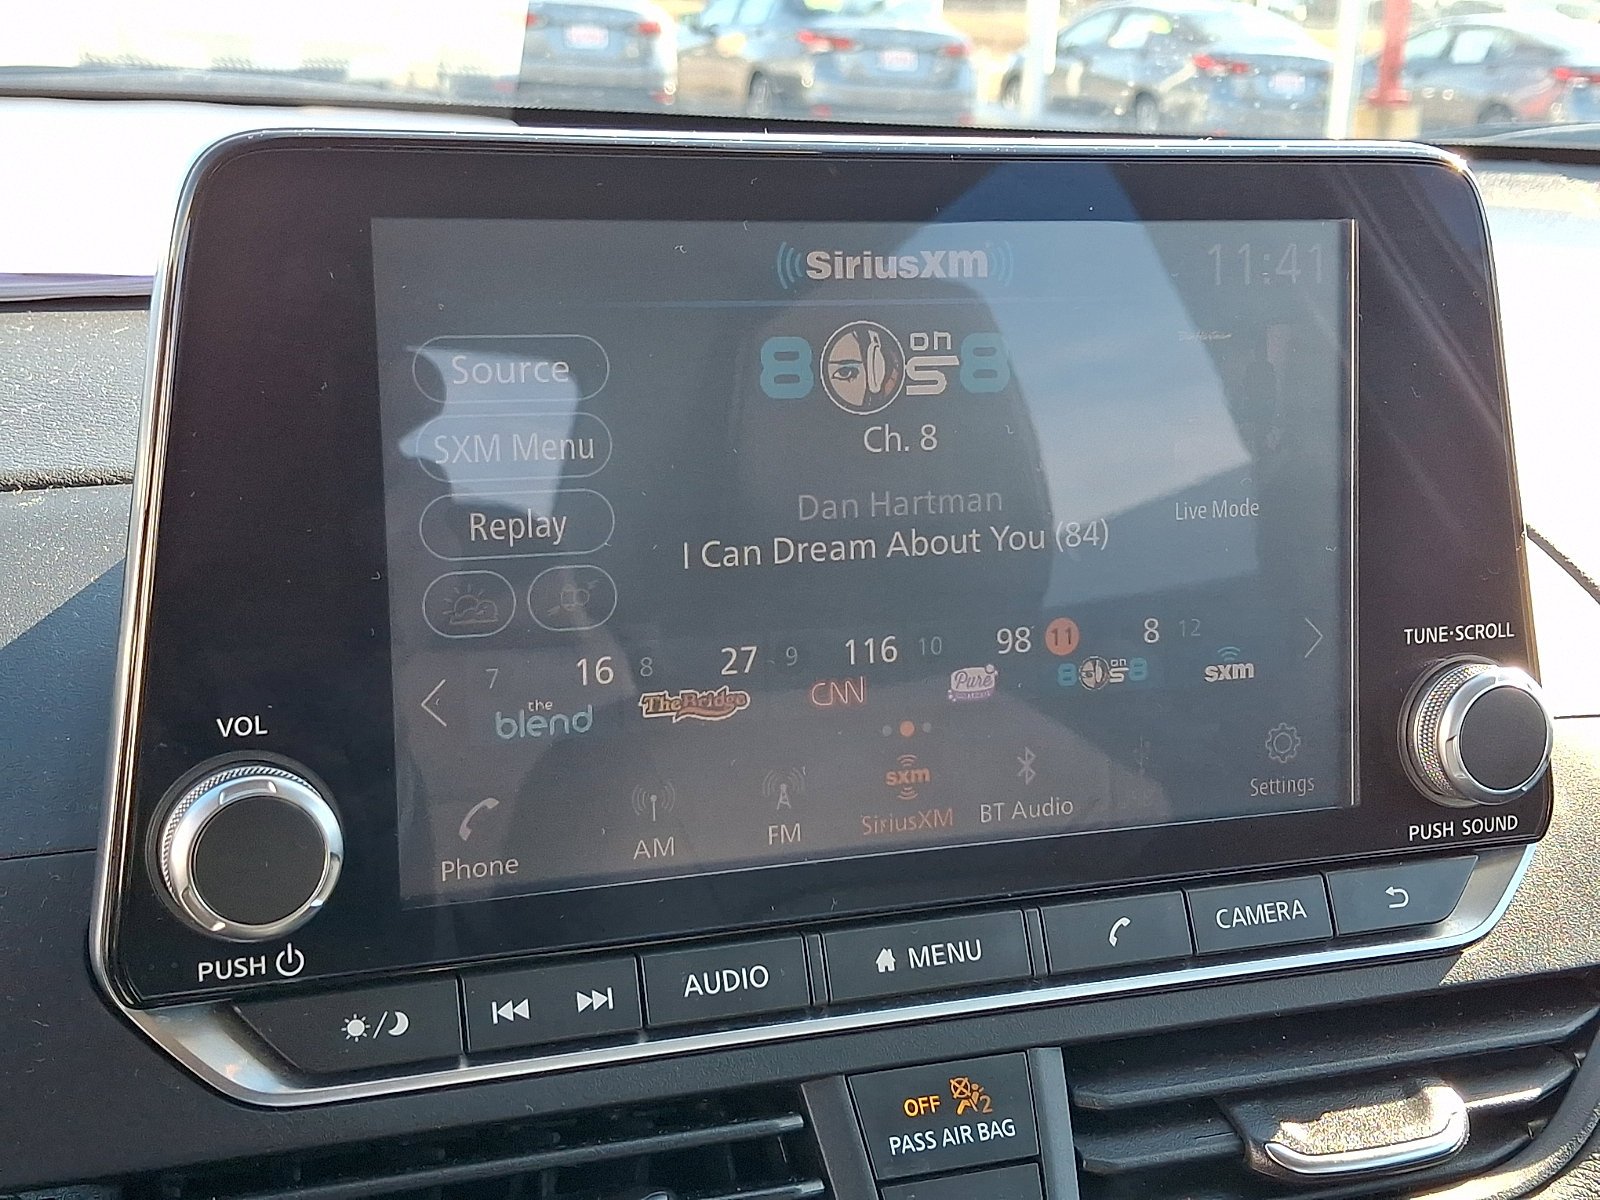 SiriusXM
11:41
Source
8 on 8s
Ch. 8
SXM Menu
Dan Hartman
Live Mode
Replay
I Can Dream About You (84)
7 16 8 27 9 116 10 98 11 8 12
the blend
The Bridge
CNN
Pure
8 on 8s
sxm
sxm
Phone
AM
FM
SiriusXM
BT Audio
Settings
VOL
PUSH
TUNE·SCROLL
PUSH SOUND
AUDIO
MENU
CAMERA
OFF 2
PASS AIR BAG